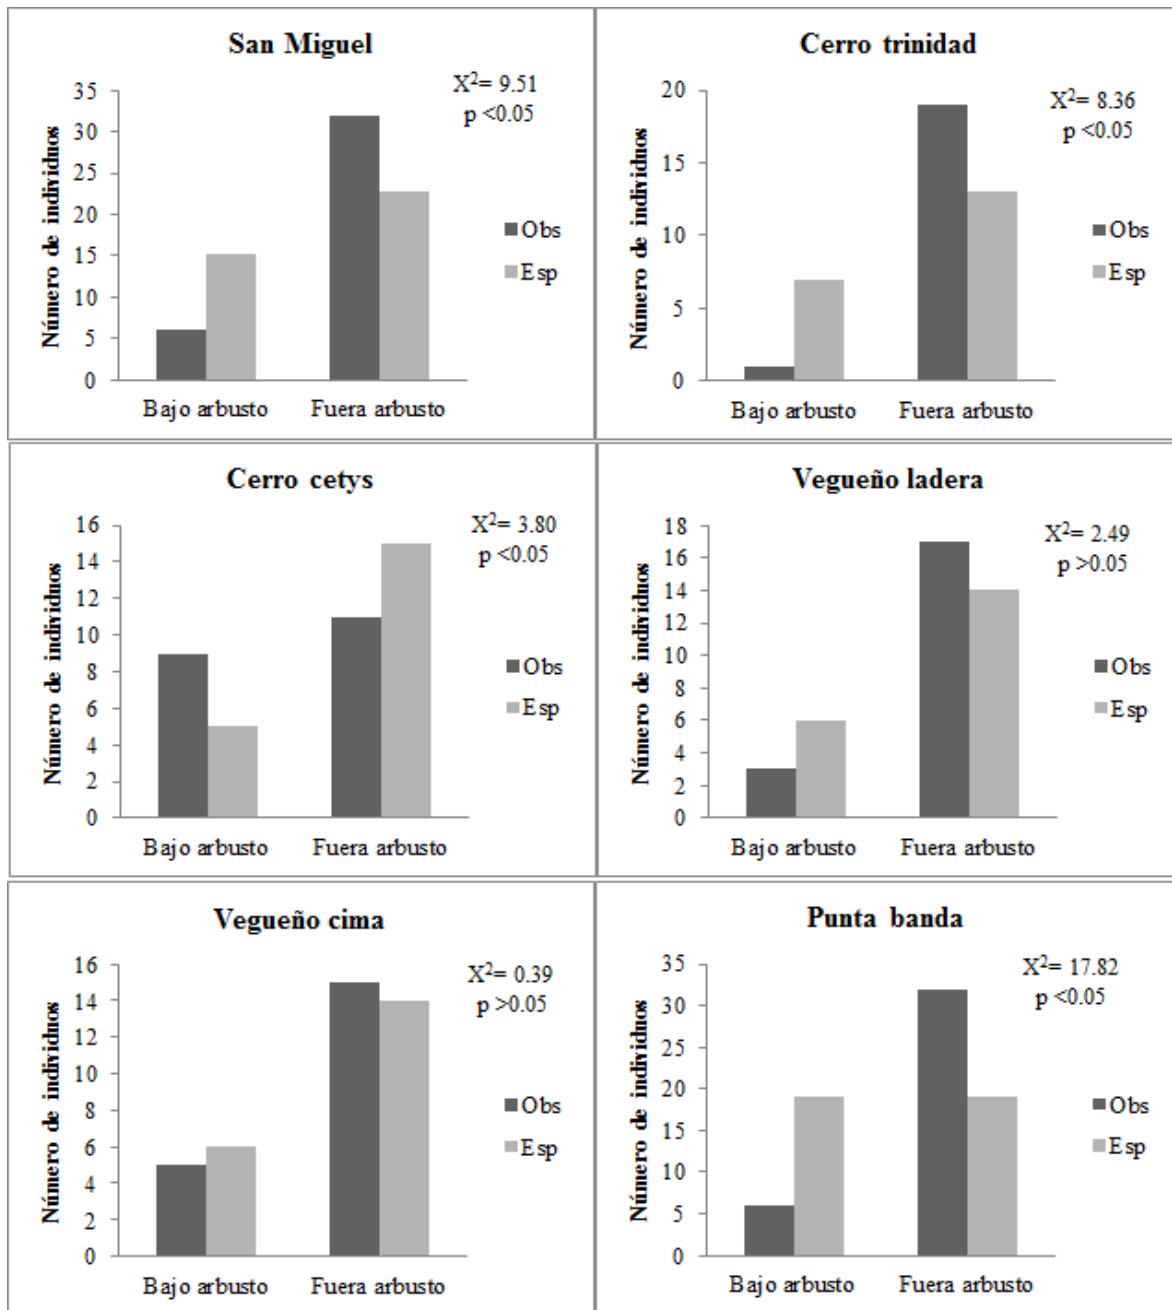 San Miguel
X²= 9.51
p <0.05
Número de individuos
35
30
25
20
15
10
5
0
Bajo arbusto Fuera arbusto
Obs
Esp
Cerro trinidad
X²= 8.36
p <0.05
Número de individuos
20
15
10
5
0
Bajo arbusto Fuera arbusto
Obs
Esp
Cerro cetys
X²= 3.80
p <0.05
Número de individuos
16
14
12
10
8
6
4
2
0
Bajo arbusto Fuera arbusto
Obs
Esp
Vegueño ladera
X²= 2.49
p >0.05
Número de individuos
18
16
14
12
10
8
6
4
2
0
Bajo arbusto Fuera arbusto
Obs
Esp
Vegueño cima
X²= 0.39
p >0.05
Número de individuos
16
14
12
10
8
6
4
2
0
Bajo arbusto Fuera arbusto
Obs
Esp
Punta banda
X²= 17.82
p <0.05
Número de individuos
35
30
25
20
15
10
5
0
Bajo arbusto Fuera arbusto
Obs
Esp